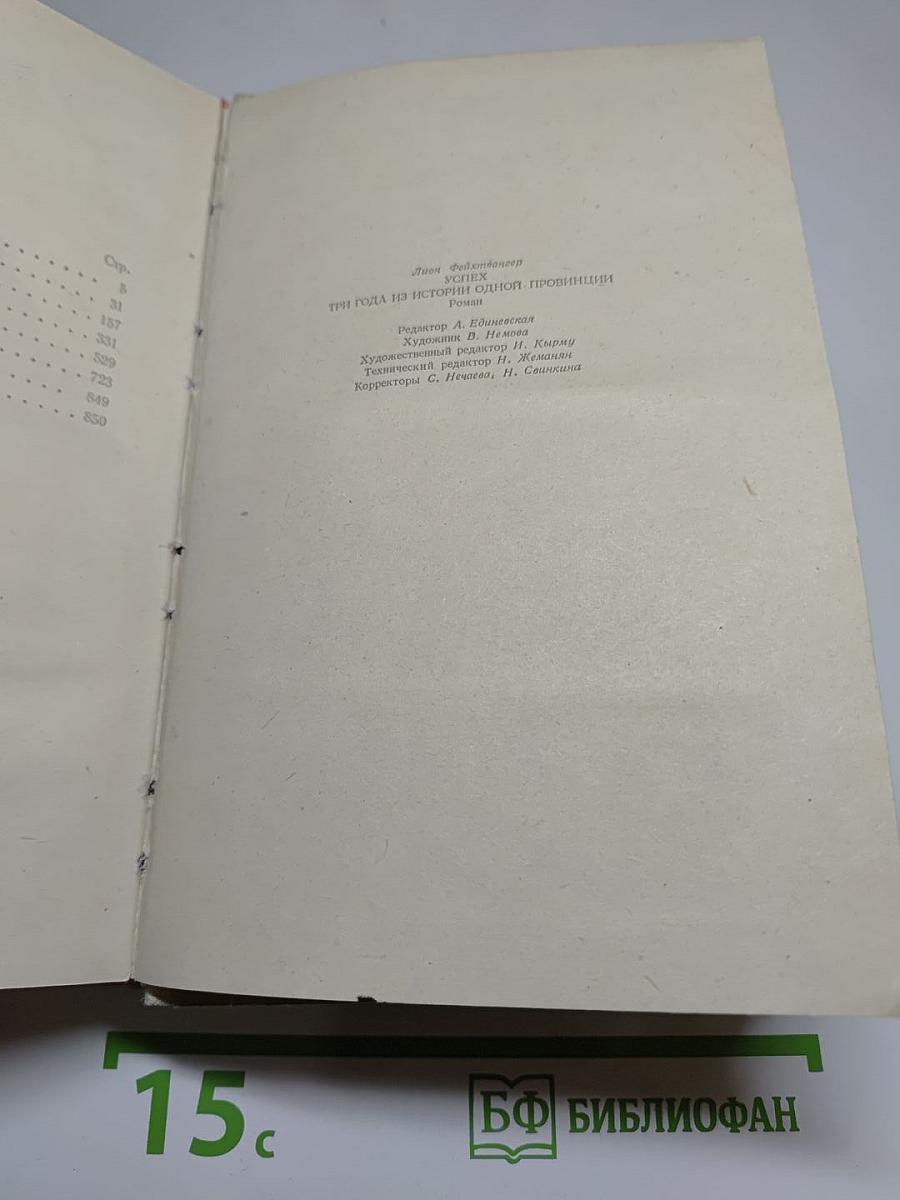 Стр.
5
31
157
331
529
723
849
850
Лион Фейхтвангер
УСПЕХ
ТРИ ГОДА ИЗ ИСТОРИИ ОДНОЙ ПРОВИНЦИИ
Роман
Редактор А. Единевская
Художник В. Немова
Художественный редактор И. Кырму
Технический редактор Н. Жеманян
Корректоры С. Нечаева, Н. Свинкина
15 с
БФ БИБЛИОФАН